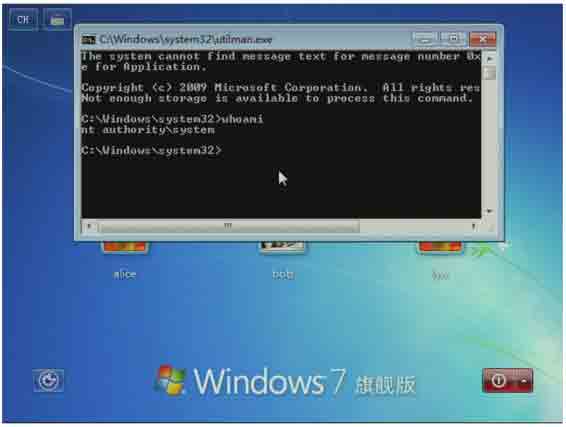 CH
C:\Windows\system32\utilman.exe
The system cannot find message text for message number 0x
e for Application.
Copyright (c) 2009 Microsoft Corporation.  All rights res
Not enough storage is available to process this command.
C:\Windows\system32>whoami
nt authority\system
C:\Windows\system32>
alice
bob
Windows 7 旗舰版